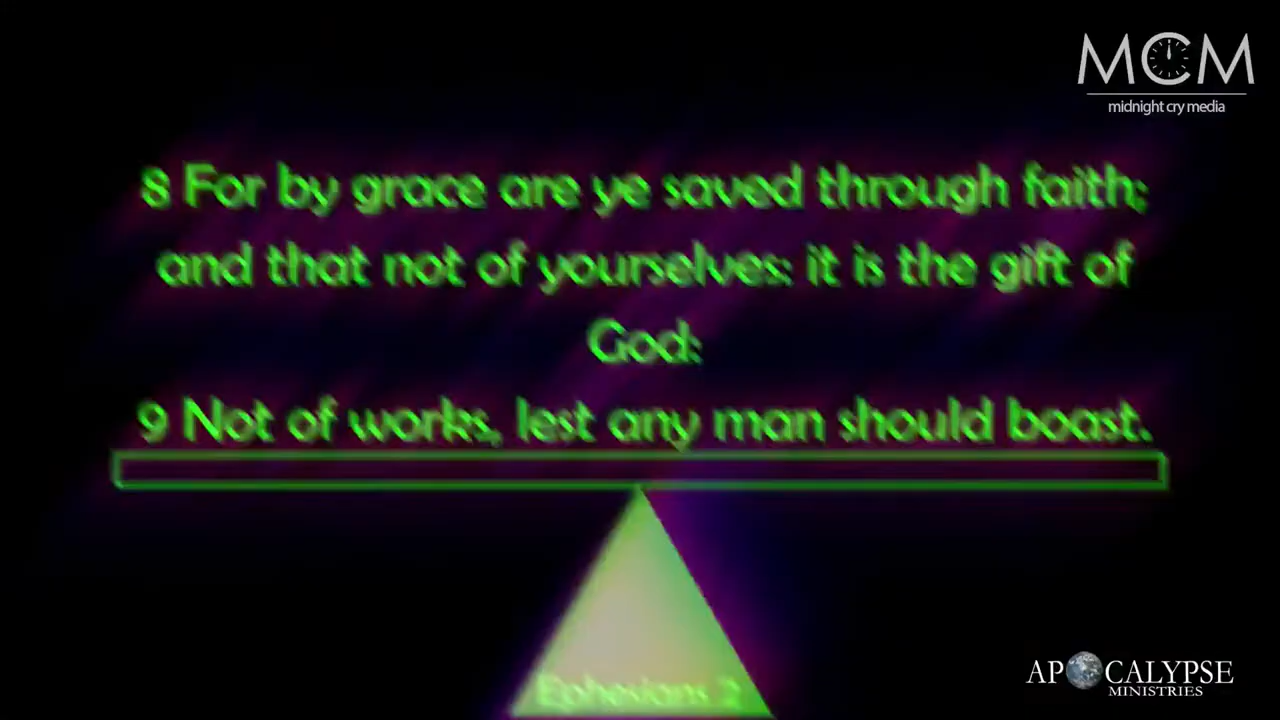 MCM
midnight cry media
8 For by grace are ye saved through faith;
and that not of yourselves: it is the gift of
God:
9 Not of works, lest any man should boast.
Ephesians 2
APOCALYPSE
MINISTRIES